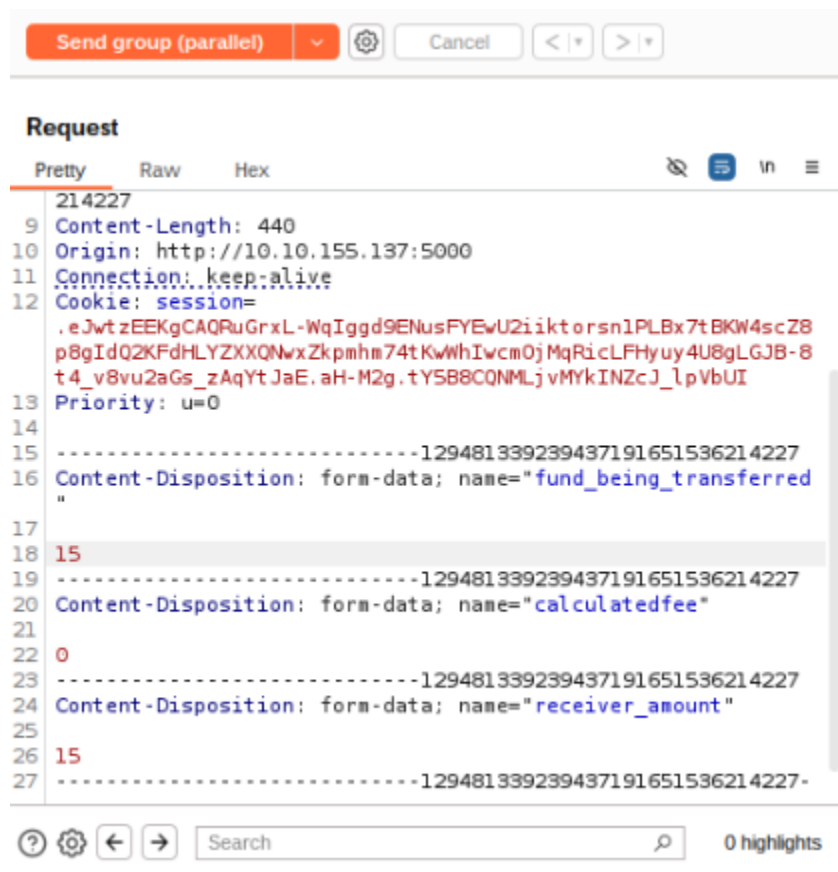 Send group (parallel)
Cancel
< >
Request
Pretty Raw Hex
\n
214227
9 Content-Length: 440
10 Origin: http://10.10.155.137:5000
11 Connection: keep-alive
12 Cookie: session=
.eJwtzEEKgCAQRuGrxL-WqIggd9ENusFYEwU2iiktorsnlPLBx7tBKW4scZ8
p8gIdQ2KFdHLYZXXQNwxZkpmhm74tKwWhIwcmOjMqRicLFHyuy4U8gLGJB-8
t4_v8vu2aGs_zAqYtJaE.aH-M2g.tY5B8CQNMLjvMYkINZcJ_lpVbUI
13 Priority: u=0
14
15 -----------------------------129481339239437191651536214227
16 Content-Disposition: form-data; name="fund_being_transferred
"
17
18 15
19 -----------------------------129481339239437191651536214227
20 Content-Disposition: form-data; name="calculatedfee"
21
22 0
23 -----------------------------129481339239437191651536214227
24 Content-Disposition: form-data; name="receiver_amount"
25
26 15
27 -----------------------------129481339239437191651536214227-
Search
0 highlights